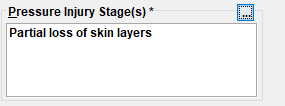 Pressure Injury Stage(s) *
...
Partial loss of skin layers